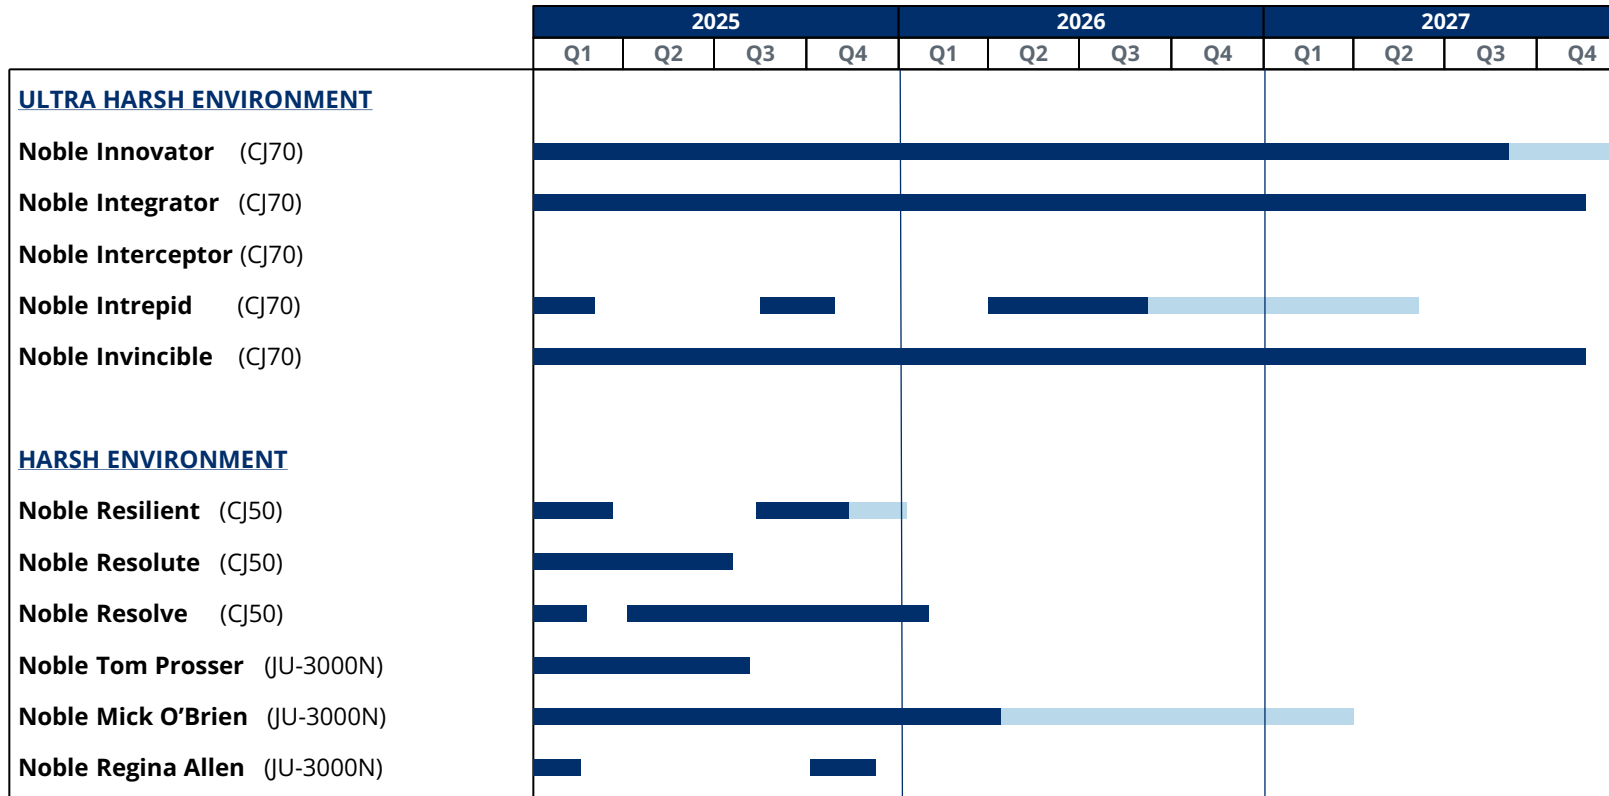 2025 2026 2027
Q1 Q2 Q3 Q4 Q1 Q2 Q3 Q4 Q1 Q2 Q3 Q4
ULTRA HARSH ENVIRONMENT
Noble Innovator (CJ70)
Noble Integrator (CJ70)
Noble Interceptor (CJ70)
Noble Intrepid (CJ70)
Noble Invincible (CJ70)
HARSH ENVIRONMENT
Noble Resilient (CJ50)
Noble Resolute (CJ50)
Noble Resolve (CJ50)
Noble Tom Prosser (JU-3000N)
Noble Mick O’Brien (JU-3000N)
Noble Regina Allen (JU-3000N)